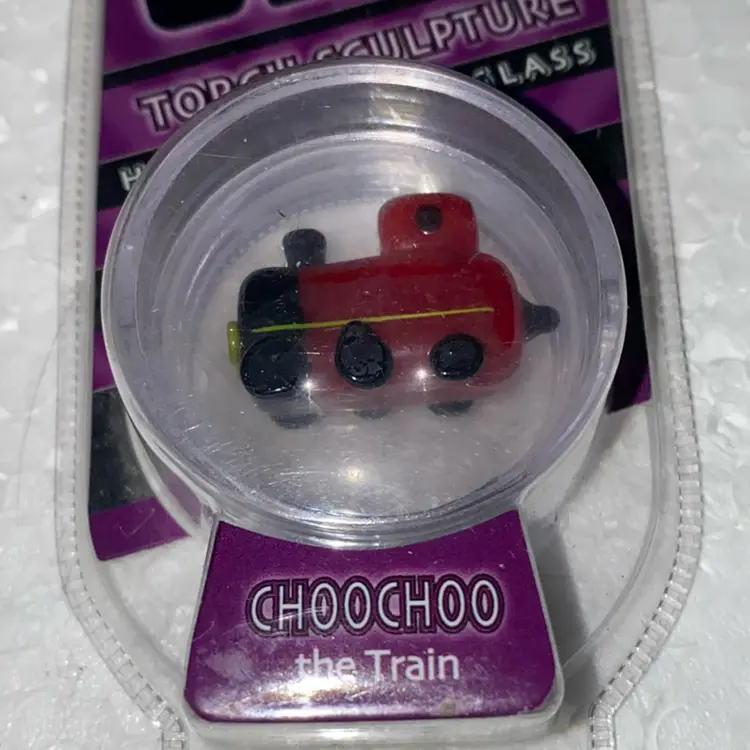 TORCH SCULPTURE
GLASS
CHOOCHOO
the Train